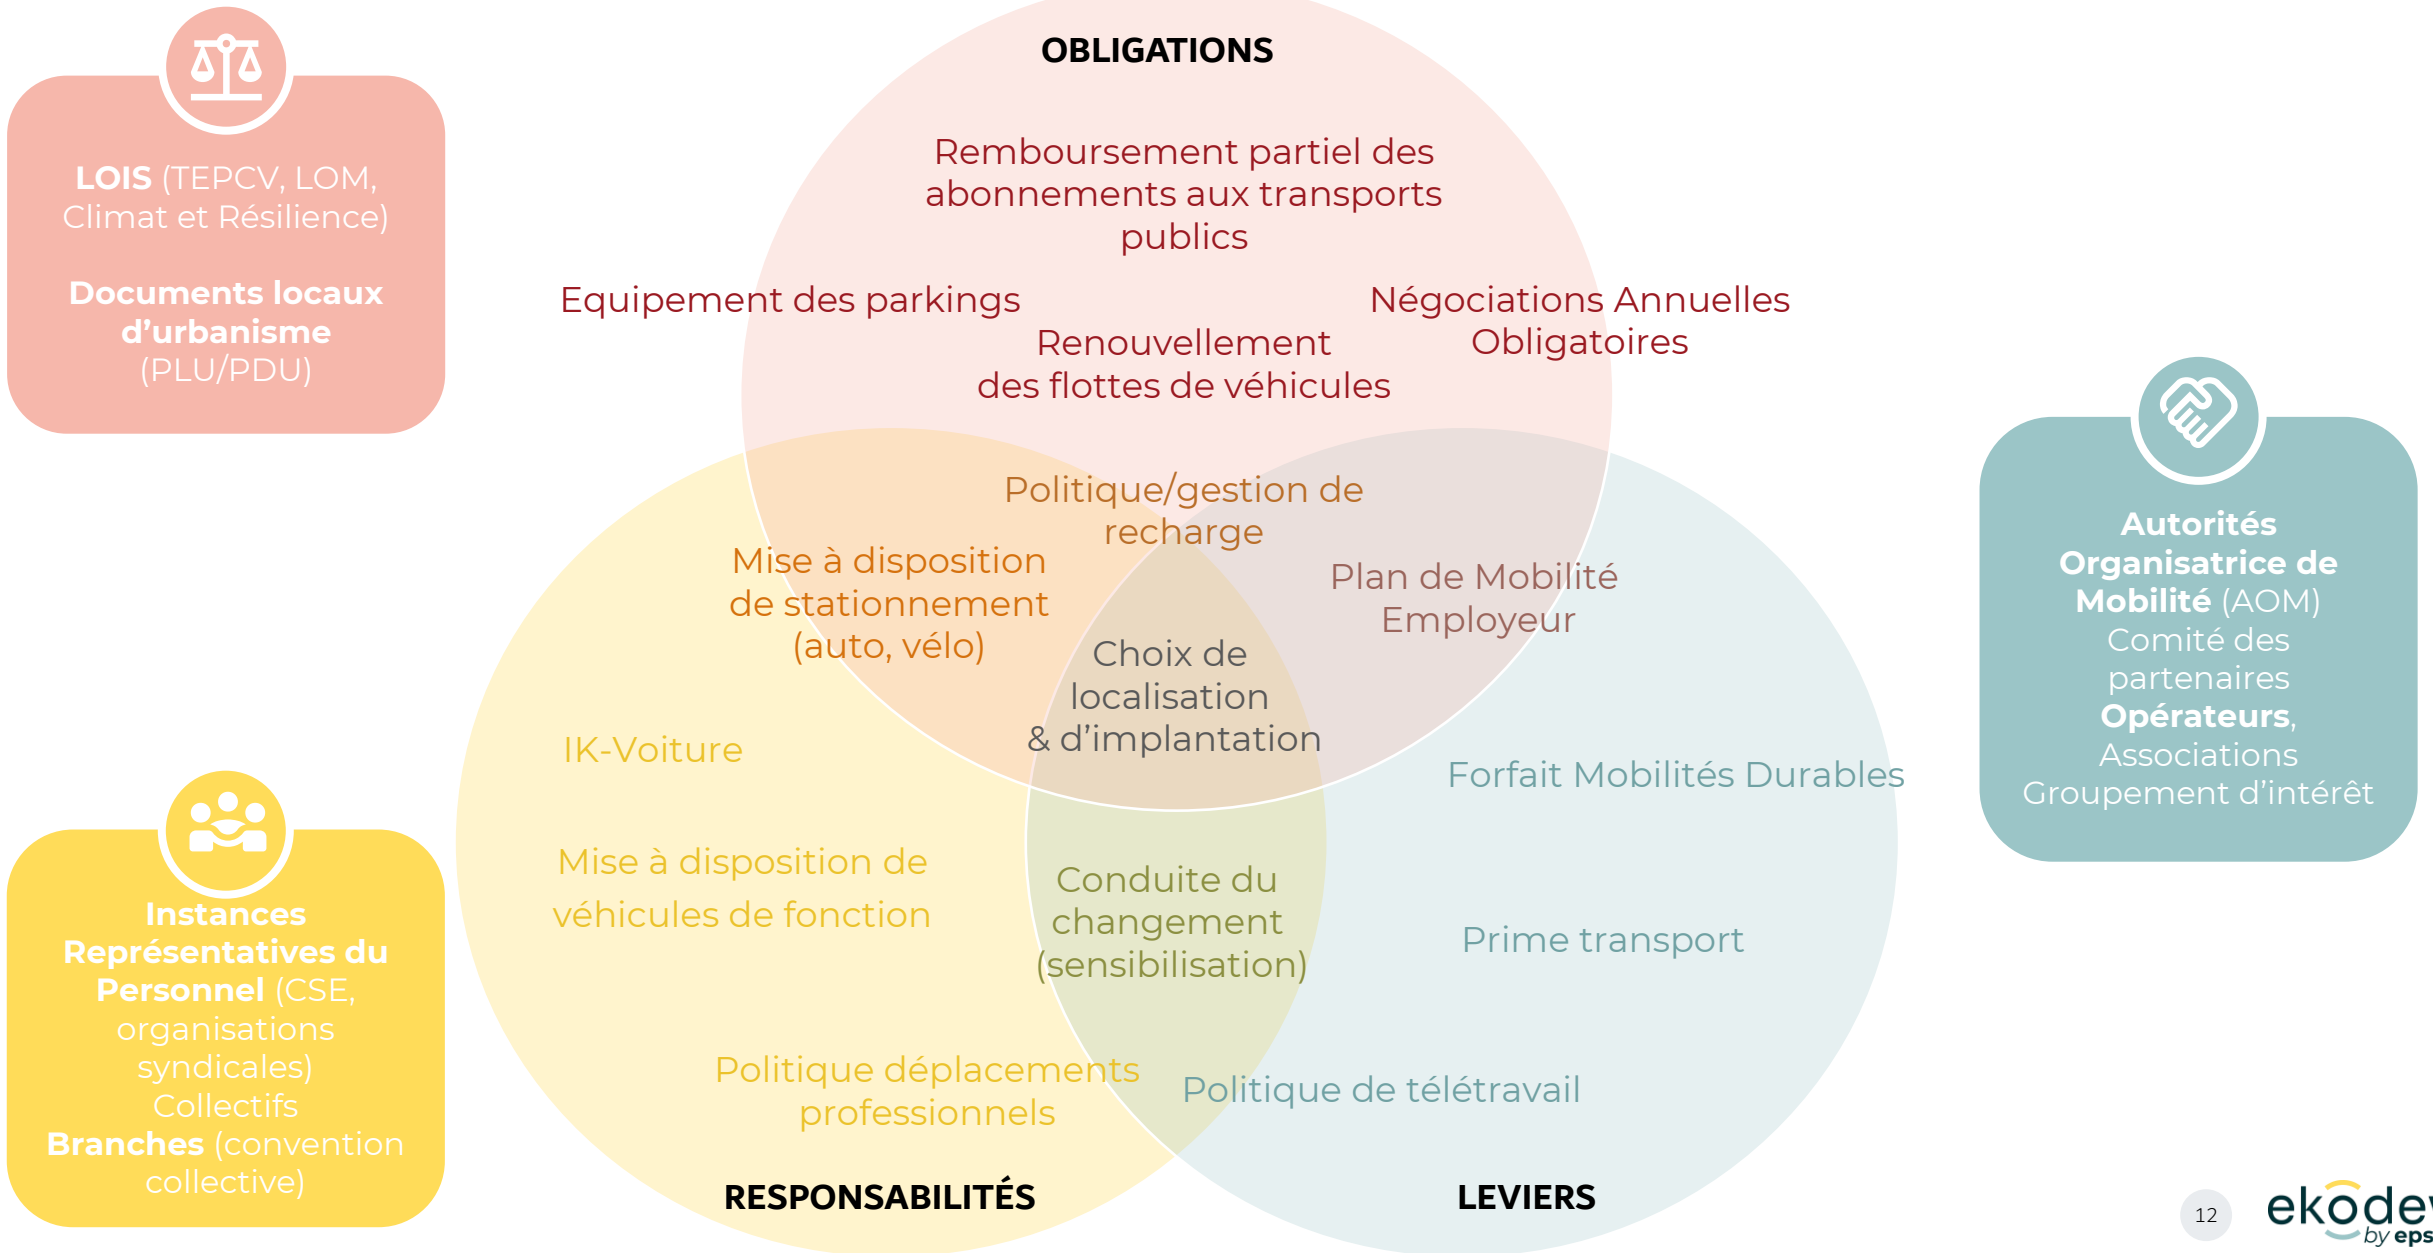 LOIS (TEPCV, LOM,
Climat et Résilience)
Documents locaux
d’urbanisme
(PLU/PDU)
Instances
Représentatives du
Personnel (CSE,
organisations
syndicales)
Collectifs
Branches (convention
collective)
OBLIGATIONS
Remboursement partiel des
abonnements aux transports
publics
Equipement des parkings
Négociations Annuelles
Obligatoires
Renouvellement
des flottes de véhicules
Politique/gestion de
recharge
Mise à disposition
de stationnement
(auto, vélo)
Plan de Mobilité
Employeur
Choix de
localisation
& d’implantation
IK-Voiture
Mise à disposition de
véhicules de fonction
Politique déplacements
professionnels
RESPONSABILITÉS
Conduite du
changement
(sensibilisation)
Forfait Mobilités Durables
Prime transport
Politique de télétravail
LEVIERS
Autorités
Organisatrice de
Mobilité (AOM)
Comité des
partenaires
Opérateurs,
Associations
Groupement d’intérêt
12
ekodev
by eps